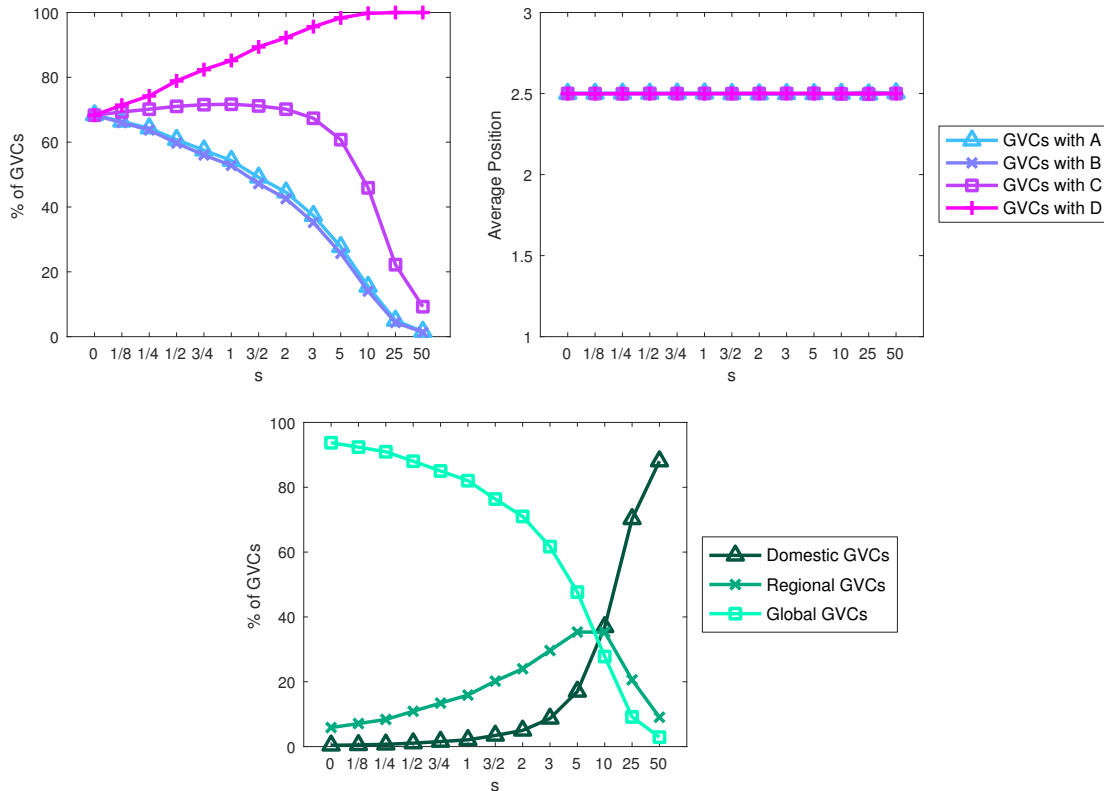 100
80
60
40
20
0
% of GVCs
0 1/8 1/4 1/2 3/4 1 3/2 2 3 5 10 25 50
s
3
2.5
2
1.5
1
Average Position
0 1/8 1/4 1/2 3/4 1 3/2 2 3 5 10 25 50
s
GVCs with A
GVCs with B
GVCs with C
GVCs with D
100
80
60
40
20
0
% of GVCs
0 1/8 1/4 1/2 3/4 1 3/2 2 3 5 10 25 50
s
Domestic GVCs
Regional GVCs
Global GVCs